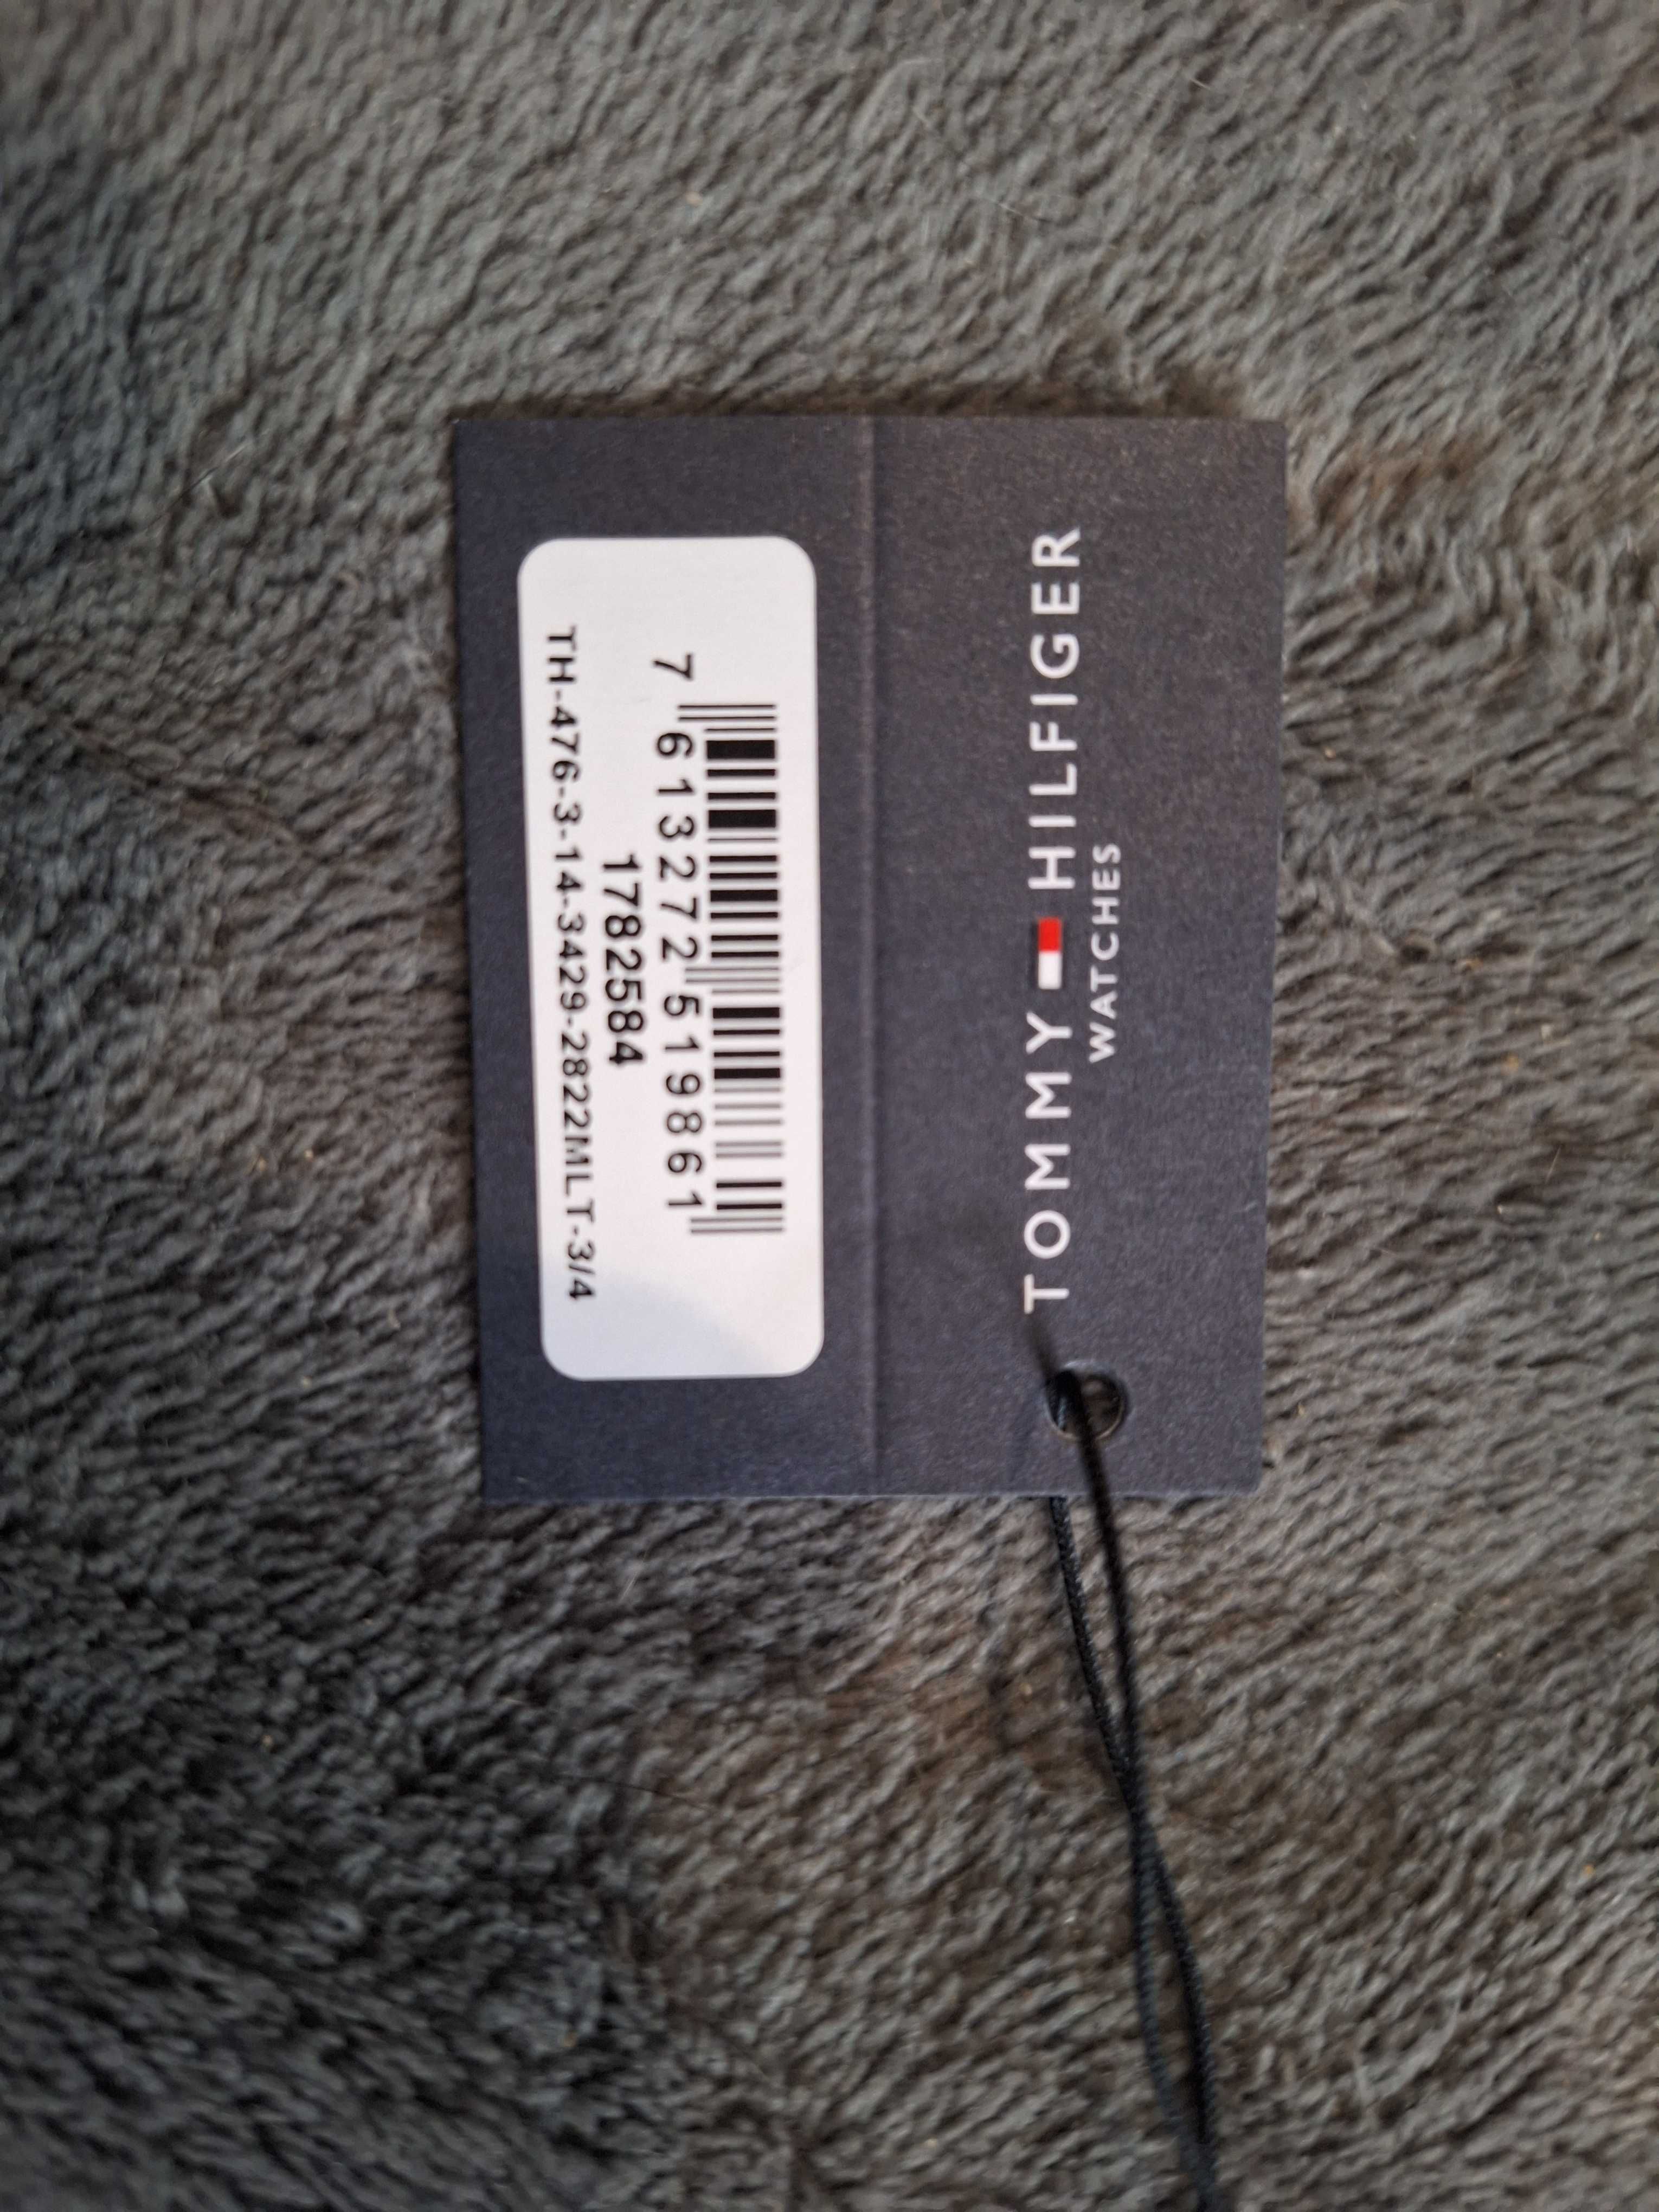 TOMMY HILFIGER
WATCHES
7 613272 519861
1782584
TH-476-3-14-3429-2822MLT-3/4